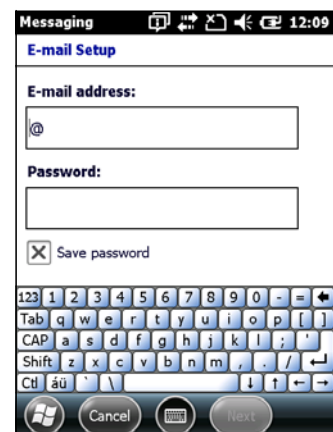 Messaging 12:09
E-mail Setup
E-mail address:
@
Password:
Save password
123 1 2 3 4 5 6 7 8 9 0 - =
Tab q w e r t y u i o p [ ]
CAP a s d f g h j k l ; '
Shift z x c v b n m , . /
Ctl áü ` \
Cancel Next